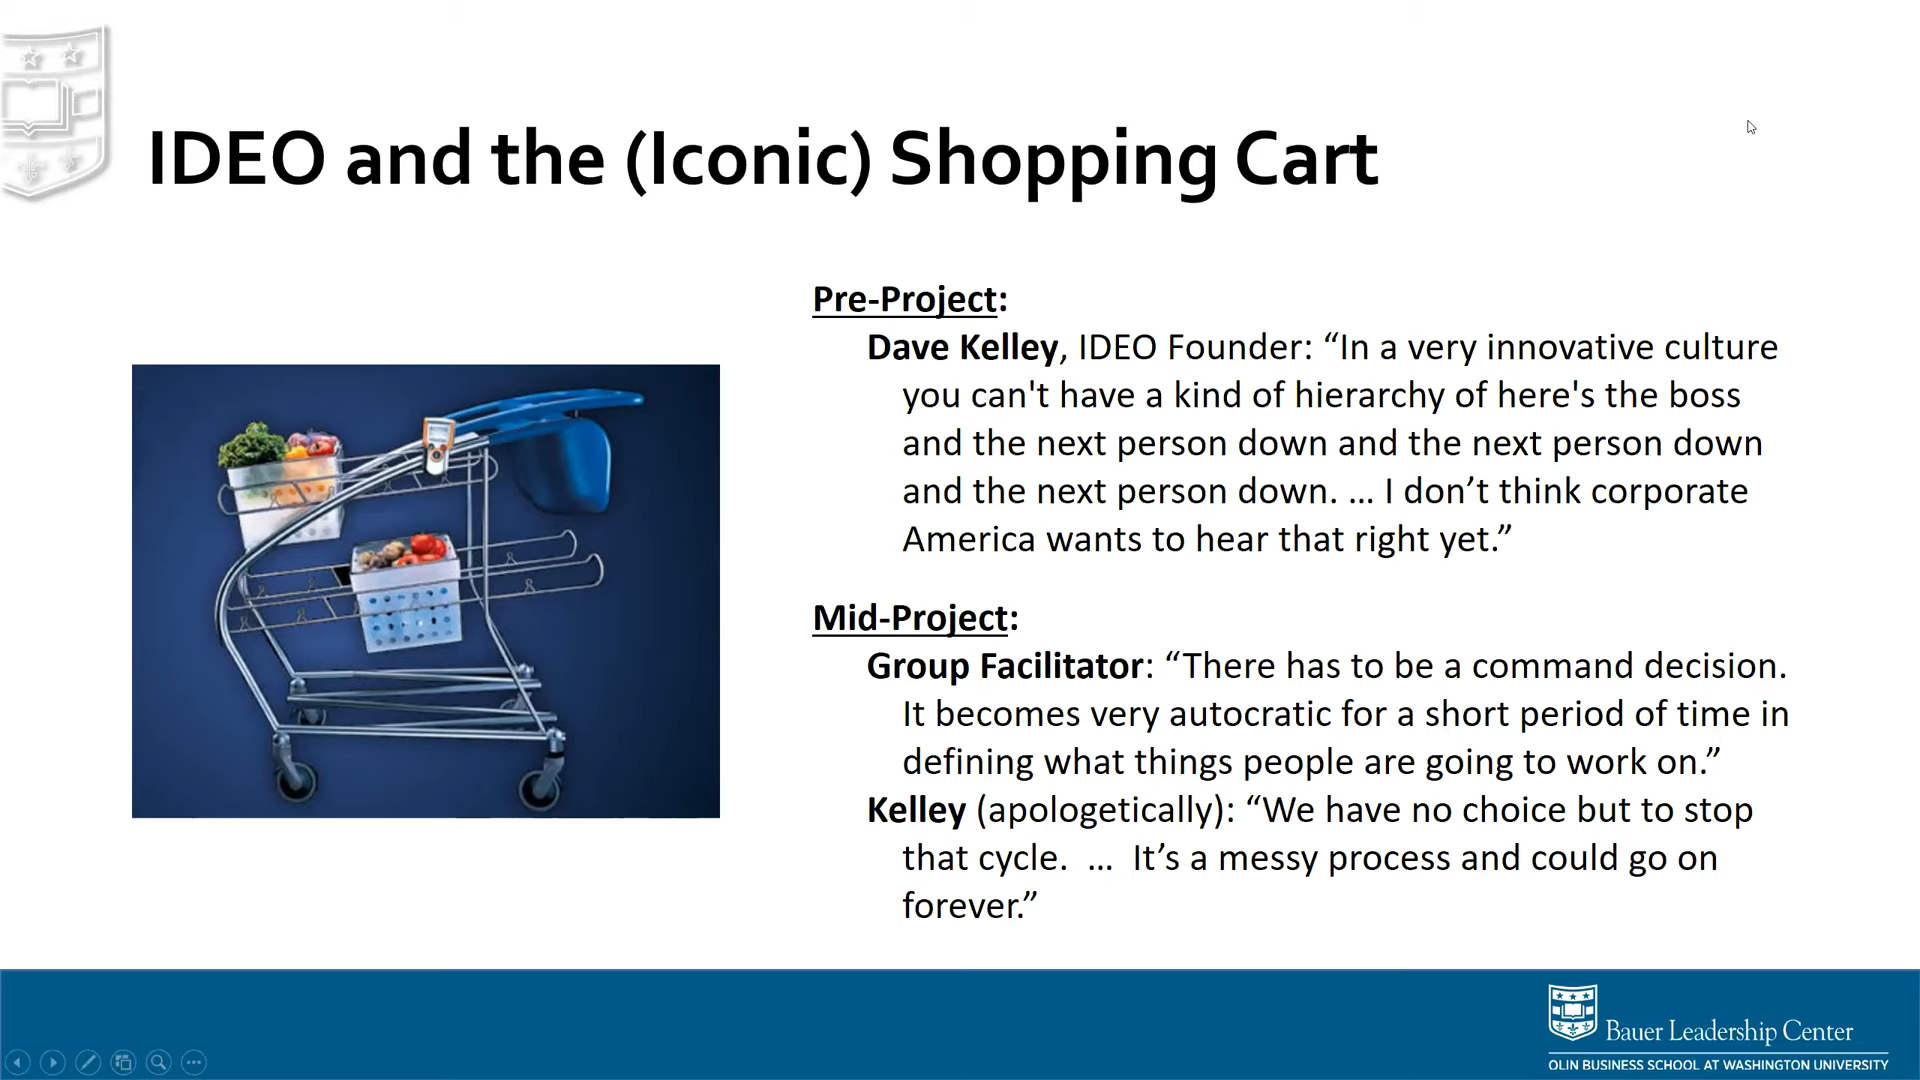 IDEO and the (Iconic) Shopping Cart
Pre-Project:
Dave Kelley, IDEO Founder: “In a very innovative culture
you can't have a kind of hierarchy of here's the boss
and the next person down and the next person down
and the next person down. … I don’t think corporate
America wants to hear that right yet.”
Mid-Project:
Group Facilitator: “There has to be a command decision.
It becomes very autocratic for a short period of time in
defining what things people are going to work on.”
Kelley (apologetically): “We have no choice but to stop
that cycle.  …  It’s a messy process and could go on
forever.”
Bauer Leadership Center
OLIN BUSINESS SCHOOL AT WASHINGTON UNIVERSITY